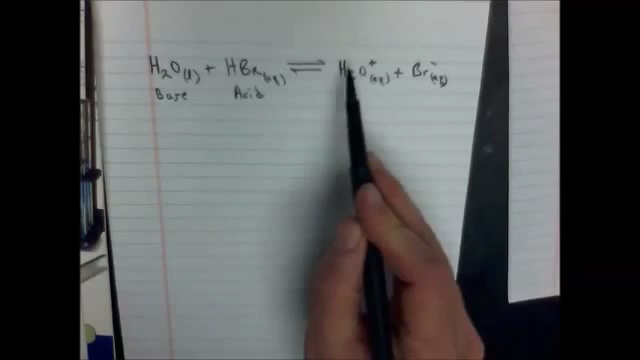 H₂O(l) + HBr(aq) ⇌ H₃O⁺(aq) + Br⁻(aq)
Base Acid